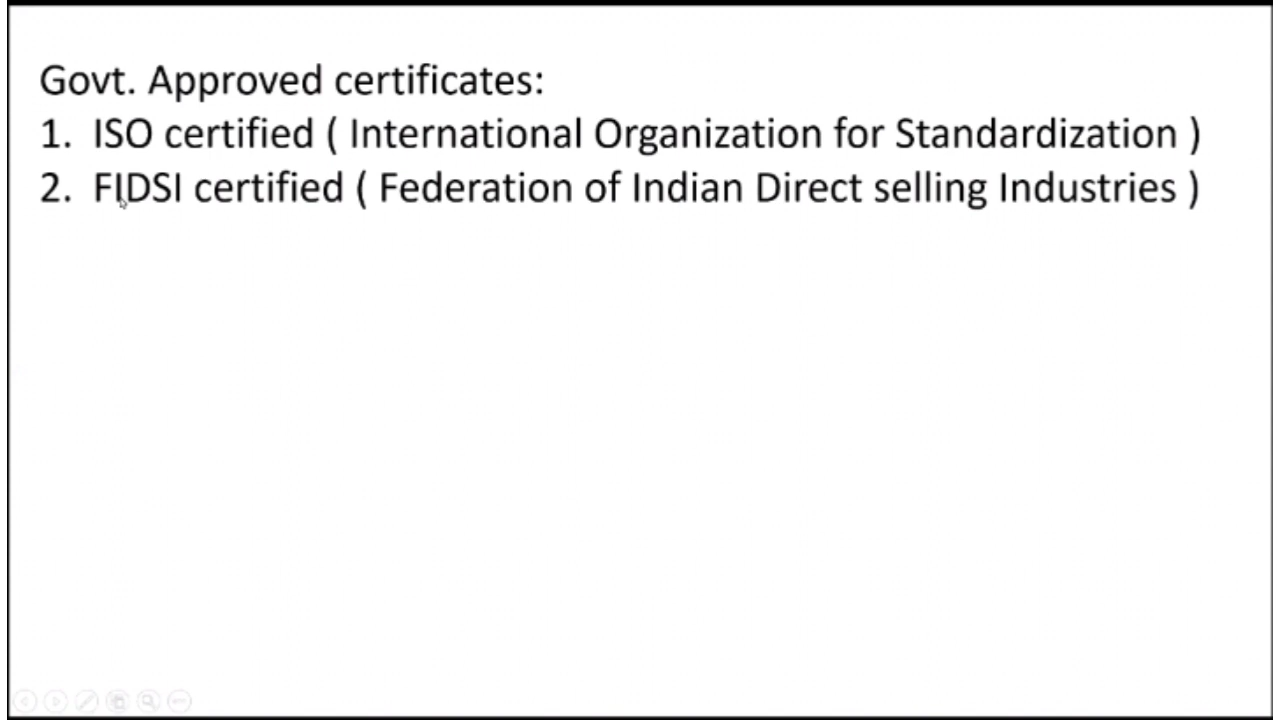 Govt. Approved certificates:
1. ISO certified ( International Organization for Standardization )
2. FIDSI certified ( Federation of Indian Direct selling Industries )